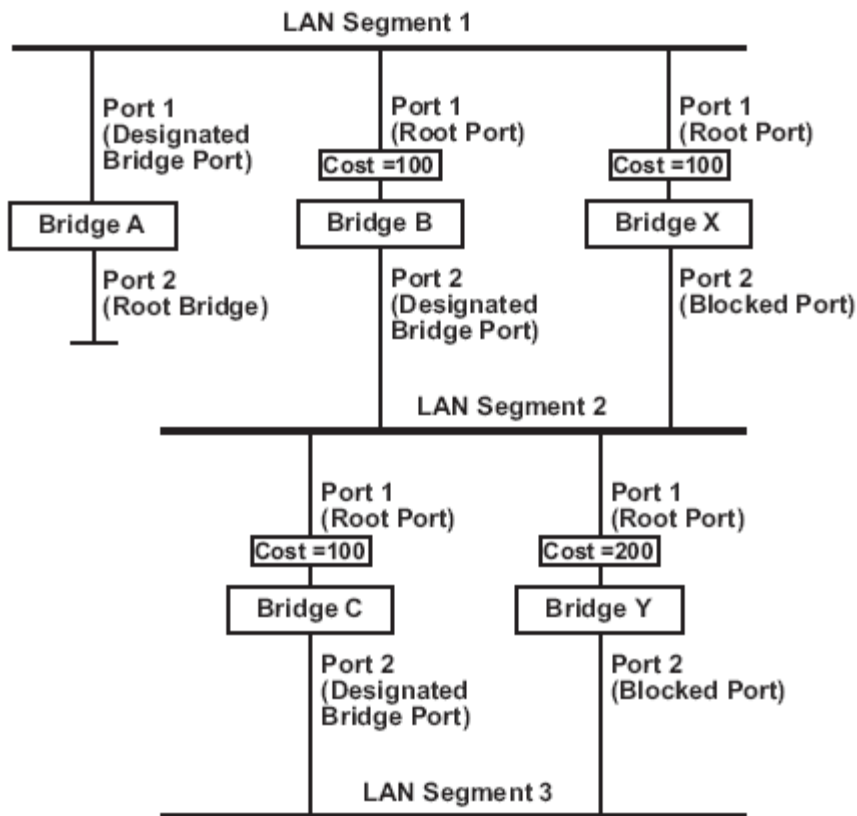 LAN Segment 1
Port 1
(Designated
Bridge Port)
Port 1
(Root Port)
Cost =100
Port 1
(Root Port)
Cost =100
Bridge A
Bridge B
Bridge X
Port 2
(Root Bridge)
Port 2
(Designated
Bridge Port)
Port 2
(Blocked Port)
LAN Segment 2
Port 1
(Root Port)
Cost =100
Port 1
(Root Port)
Cost =200
Bridge C
Bridge Y
Port 2
(Designated
Bridge Port)
Port 2
(Blocked Port)
LAN Segment 3